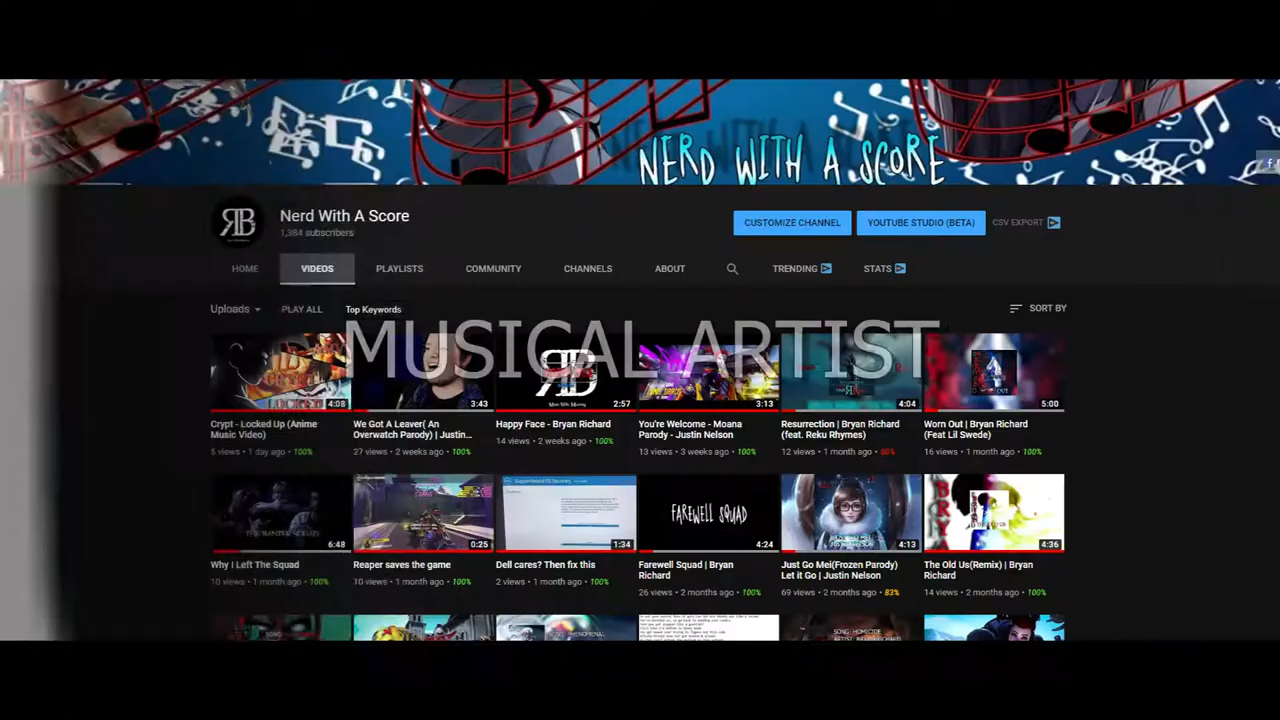 NERD WITH A SCORE
Nerd With A Score
1,384 subscribers
CUSTOMIZE CHANNEL
YOUTUBE STUDIO (BETA)
CSV EXPORT
HOME
VIDEOS
PLAYLISTS
COMMUNITY
CHANNELS
ABOUT
TRENDING
STATS
Uploads
PLAY ALL
Top Keywords
SORT BY
MUSICAL ARTIST
4:08
3:43
2:57
3:13
4:04
5:00
Crypt - Locked Up (Anime
Music Video)
5 views • 1 day ago • 100%
We Got A Leaver( An
Overwatch Parody) | Justin...
27 views • 2 weeks ago • 100%
Happy Face - Bryan Richard
14 views • 2 weeks ago • 100%
You're Welcome - Moana
Parody - Justin Nelson
13 views • 3 weeks ago • 100%
Resurrection | Bryan Richard
(feat. Reku Rhymes)
12 views • 1 month ago • 50%
Worn Out | Bryan Richard
(Feat Lil Swede)
16 views • 1 month ago • 100%
6:48
0:25
1:34
FAREWELL SQUAD
4:24
4:13
4:36
Why I Left The Squad
10 views • 1 month ago • 100%
Reaper saves the game
10 views • 1 month ago • 100%
Dell cares? Then fix this
2 views • 1 month ago • 100%
Farewell Squad | Bryan
Richard
26 views • 2 months ago • 100%
Just Go Mei(Frozen Parody)
Let it Go | Justin Nelson
69 views • 2 months ago • 83%
The Old Us(Remix) | Bryan
Richard
14 views • 2 months ago • 100%
SONG: PHENOMENAL
SONG: HOMICIDE